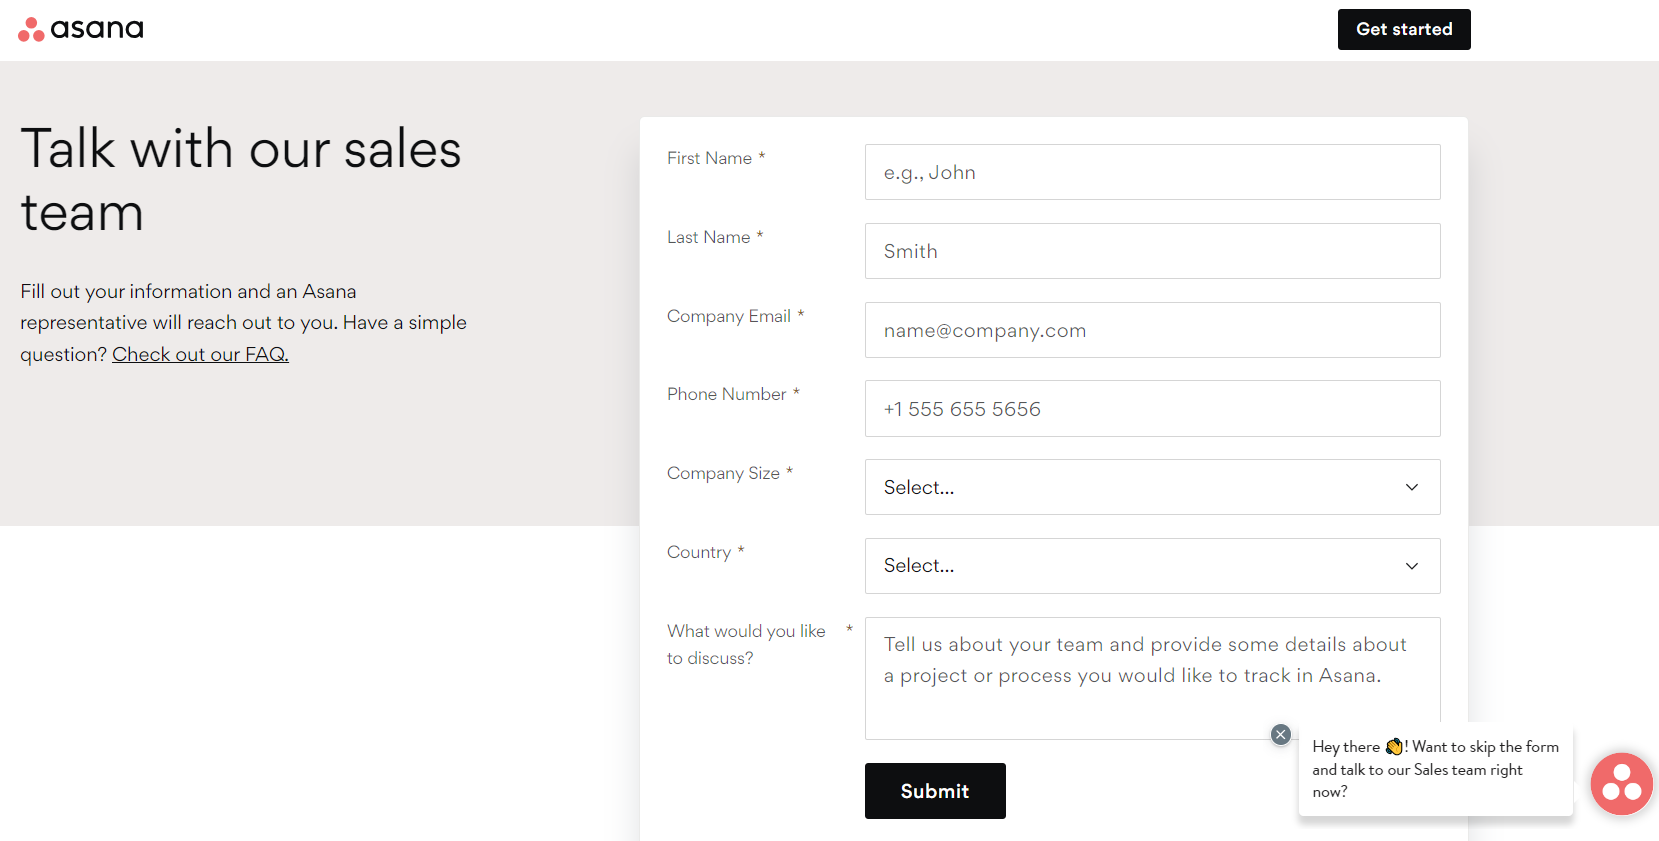 asana
Get started
Talk with our sales
team
Fill out your information and an Asana
representative will reach out to you. Have a simple
question? Check out our FAQ.
First Name *
e.g., John
Last Name *
Smith
Company Email *
name@company.com
Phone Number *
+1 555 655 5656
Company Size *
Select...
Country *
Select...
What would you like *
to discuss?
Tell us about your team and provide some details about
a project or process you would like to track in Asana.
Submit
Hey there 👋! Want to skip the form
and talk to our Sales team right
now?